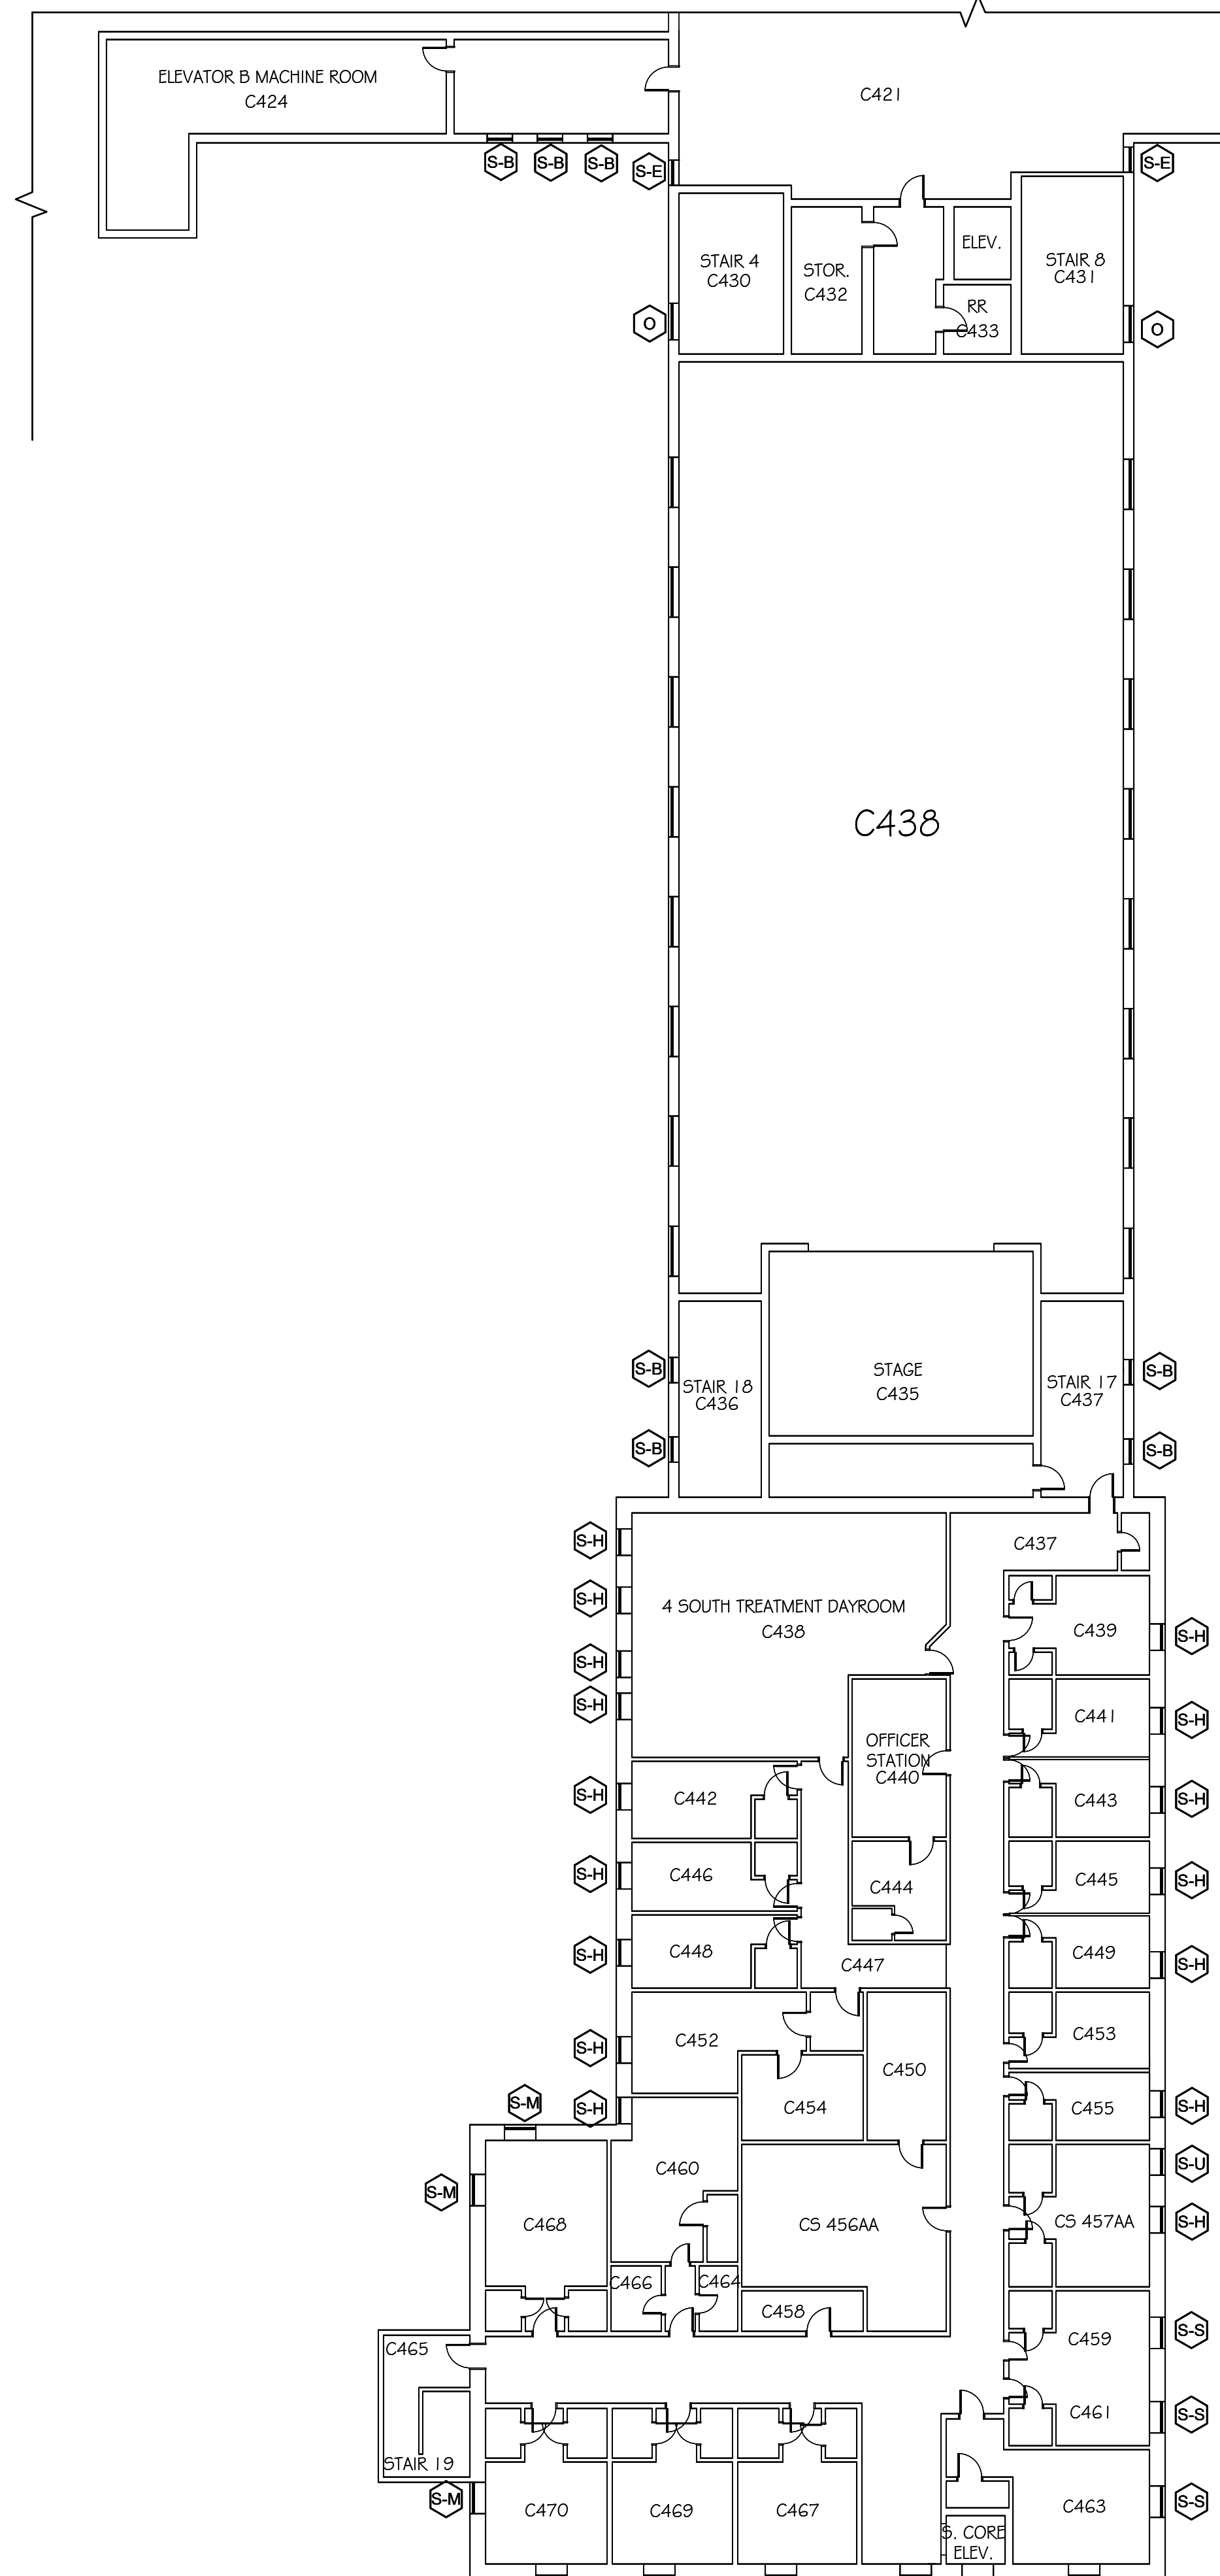 ELEVATOR B MACHINE ROOM
C424
C421
S-B
S-B
S-B
S-E
S-E
STAIR 4
C430
STOR.
C432
ELEV.
RR
C433
STAIR 8
C431
O
O
C438
STAGE
C435
STAIR 18
C436
STAIR 17
C437
S-B
S-B
S-B
S-B
S-H
C437
S-H
4 SOUTH TREATMENT DAYROOM
C438
C439
S-H
S-H
S-H
C441
S-H
OFFICER
STATION
C440
S-H
C442
C443
S-H
S-H
C446
C444
C445
S-H
S-H
C448
C447
C449
S-H
S-H
C452
C450
C453
S-M
S-H
C454
C455
S-H
S-U
C460
S-M
C468
CS 456AA
CS 457AA
S-H
C466
C464
C458
C465
C459
S-S
C461
S-S
STAIR 19
S-M
C470
C469
C467
C463
S-S
S. CORE
ELEV.